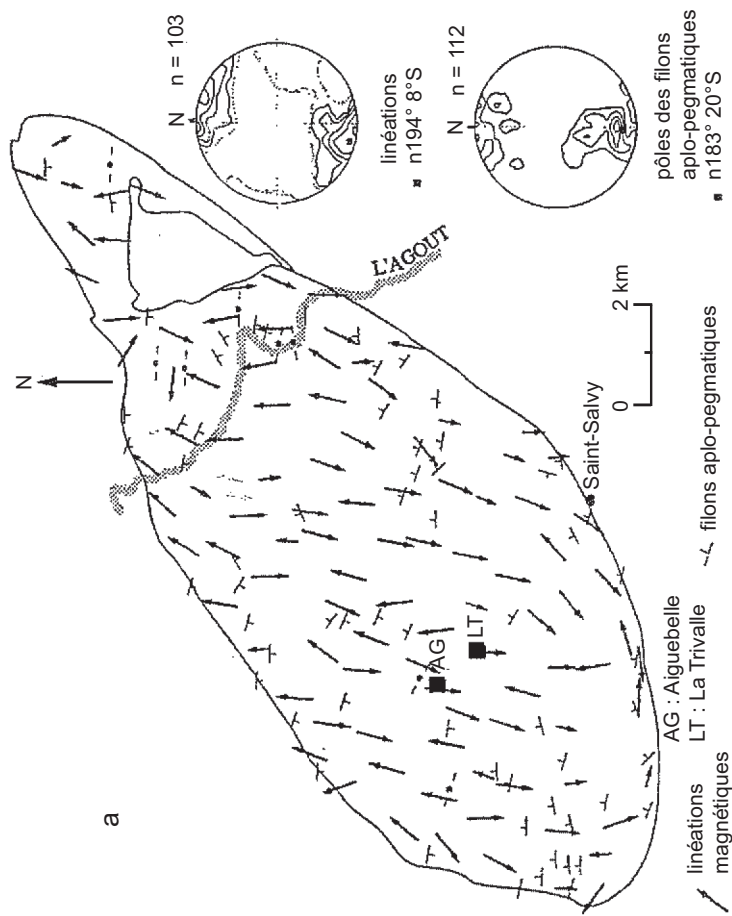 a
N
L'AGOUT
Saint-Salvy
AG
LT
0 2 km
N n = 103
linéations
n194° 8°S
N n = 112
pôles des filons
aplo-pegmatiques
n183° 20°S
AG : Aiguebelle
LT : La Trivalle
linéations
magnétiques
filons aplo-pegmatiques